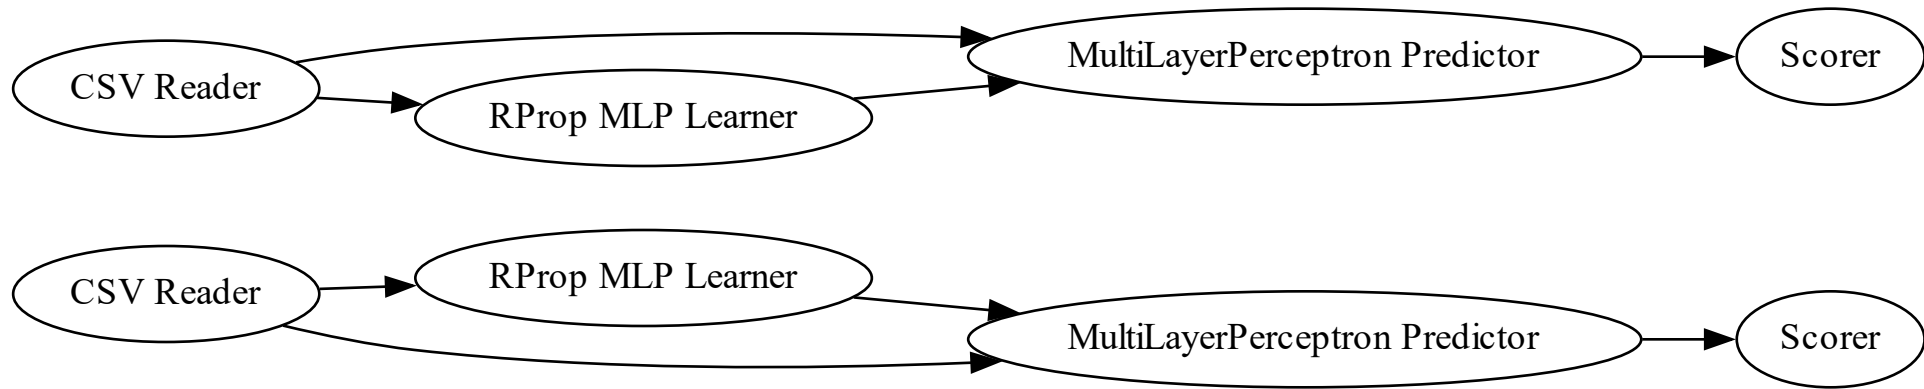 CSV Reader
RProp MLP Learner
MultiLayerPerceptron Predictor
Scorer
CSV Reader
RProp MLP Learner
MultiLayerPerceptron Predictor
Scorer